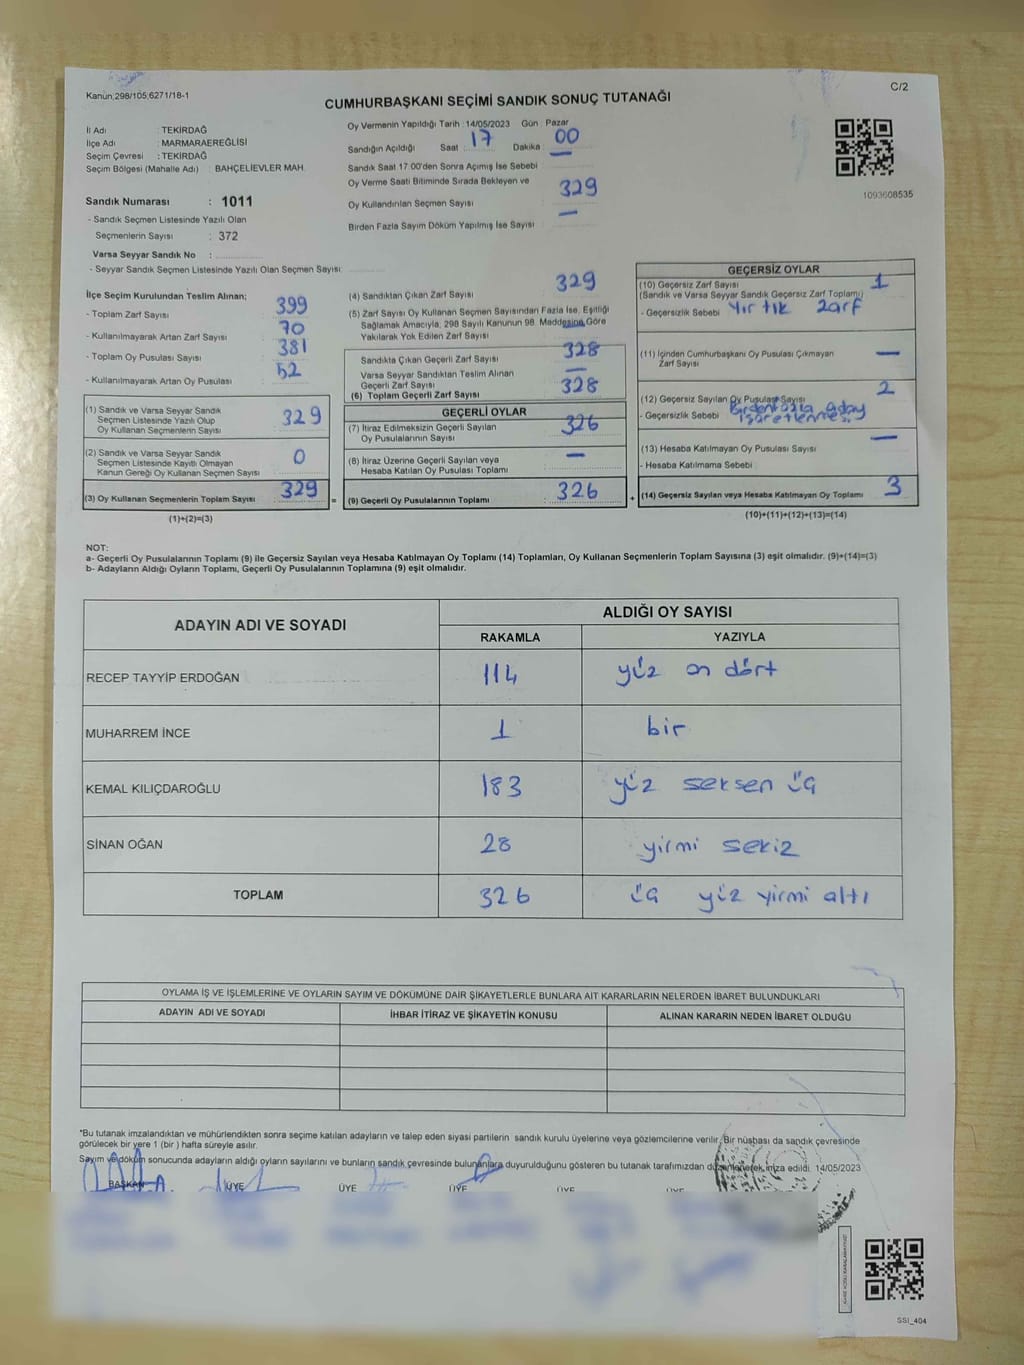 Kanun,298/105,6271/18-1
C/2
CUMHURBAŞKANI SEÇİMİ SANDIK SONUÇ TUTANAĞI
İl Adı : TEKİRDAĞ
İlçe Adı : MARMARAEREĞLİSİ
Seçim Çevresi : TEKİRDAĞ
Seçim Bölgesi (Mahalle Adı) : BAHÇELİEVLER MAH.
Sandık Numarası : 1011
- Sandık Seçmen Listesinde Yazılı Olan
Seçmenlerin Sayısı : 372
Varsa Seyyar Sandık No :
- Seyyar Sandık Seçmen Listesinde Yazılı Olan Seçmen Sayısı:
Oy Vermenin Yapıldığı Tarih :14/05/2023 Gün : Pazar
Sandığın Açıldığı Saat : 17 Dakika : 00
Sandık Saat 17:00'den Sonra Açımış İse Sebebi : —
Oy Verme Saati Bitiminde Sırada Bekleyen ve
Oy Kullandırılan Seçmen Sayısı 329
Birden Fazla Sayım Döküm Yapılmış İse Sayısı —
1093608535
İlçe Seçim Kurulundan Teslim Alınan;
- Toplam Zarf Sayısı 399
- Kullanılmayarak Artan Zarf Sayısı 70
- Toplam Oy Pusulası Sayısı 381
- Kullanılmayarak Artan Oy Pusulası 52
(1) Sandık ve Varsa Seyyar Sandık
Seçmen Listesinde Yazılı Olup
Oy Kullanan Seçmenlerin Sayısı 329
(2) Sandık ve Varsa Seyyar Sandık
Seçmen Listesinde Kayıtlı Olmayan
Kanun Gereği Oy Kullanan Seçmen Sayısı 0
(3) Oy Kullanan Seçmenlerin Toplam Sayısı 329
(1)+(2)=(3)
(4) Sandıktan Çıkan Zarf Sayısı 329
(5) Zarf Sayısı Oy Kullanan Seçmen Sayısından Fazla İse, Eşitliği
Sağlamak Amacıyla, 298 Sayılı Kanunun 98. Maddesine Göre
Yakılarak Yok Edilen Zarf Sayısı —
Sandıkta Çıkan Geçerli Zarf Sayısı 328
Varsa Seyyar Sandıktan Teslim Alınan
Geçerli Zarf Sayısı —
(6) Toplam Geçerli Zarf Sayısı 328
GEÇERLİ OYLAR
(7) İtiraz Edilmeksizin Geçerli Sayılan
Oy Pusulalarının Sayısı 326
(8) İtiraz Üzerine Geçerli Sayılan veya
Hesaba Katılan Oy Pusulası Toplamı —
= (9) Geçerli Oy Pusulalarının Toplamı 326
GEÇERSİZ OYLAR
(10) Geçersiz Zarf Sayısı 1
(Sandık ve Varsa Seyyar Sandık Geçersiz Zarf Toplamı)
- Geçersizlik Sebebi Yırtık zarf
(11) İçinden Cumhurbaşkanı Oy Pusulası Çıkmayan
Zarf Sayısı —
(12) Geçersiz Sayılan Oy Pusulası Sayısı 2
- Geçersizlik Sebebi Birden fazla aday
işaretlenmesi
(13) Hesaba Katılmayan Oy Pusulası Sayısı —
- Hesaba Katılmama Sebebi
+ (14) Geçersiz Sayılan veya Hesaba Katılmayan Oy Toplamı 3
(10)+(11)+(12)+(13)=(14)
NOT:
a- Geçerli Oy Pusulalarının Toplamı (9) ile Geçersiz Sayılan veya Hesaba Katılmayan Oy Toplamı (14) Toplamları, Oy Kullanan Seçmenlerin Toplam Sayısına (3) eşit olmalıdır. (9)+(14)=(3)
b- Adayların Aldığı Oyların Toplamı, Geçerli Oy Pusulalarının Toplamına (9) eşit olmalıdır.
ADAYIN ADI VE SOYADI
ALDIĞI OY SAYISI
RAKAMLA YAZIYLA
RECEP TAYYİP ERDOĞAN 114 yüz on dört
MUHARREM İNCE 1 bir
KEMAL KILIÇDAROĞLU 183 yüz seksen üç
SİNAN OĞAN 28 yirmi sekiz
TOPLAM 326 üç yüz yirmi altı
OYLAMA İŞ VE İŞLEMLERİNE VE OYLARIN SAYIM VE DÖKÜMÜNE DAİR ŞİKAYETLERLE BUNLARA AİT KARARLARIN NELERDEN İBARET BULUNDUKLARI
ADAYIN ADI VE SOYADI İHBAR İTİRAZ VE ŞİKAYETİN KONUSU ALINAN KARARIN NEDEN İBARET OLDUĞU
*Bu tutanak imzalandıktan ve mühürlendikten sonra seçime katılan adayların ve talep eden siyasi partilerin sandık kurulu üyelerine veya gözlemcilerine verilir. Bir nüshası da sandık çevresinde
görülecek bir yere 1 (bir ) hafta süreyle asılır.
Sayım ve döküm sonucunda adayların aldığı oyların sayılarını ve bunların sandık çevresinde bulunanlara duyurulduğunu gösteren bu tutanak tarafımızdan düzenlenerek imza edildi. 14/05/2023
BAŞKAN ÜYE ÜYE ÜYE ÜYE ÜYE
SSİ_404